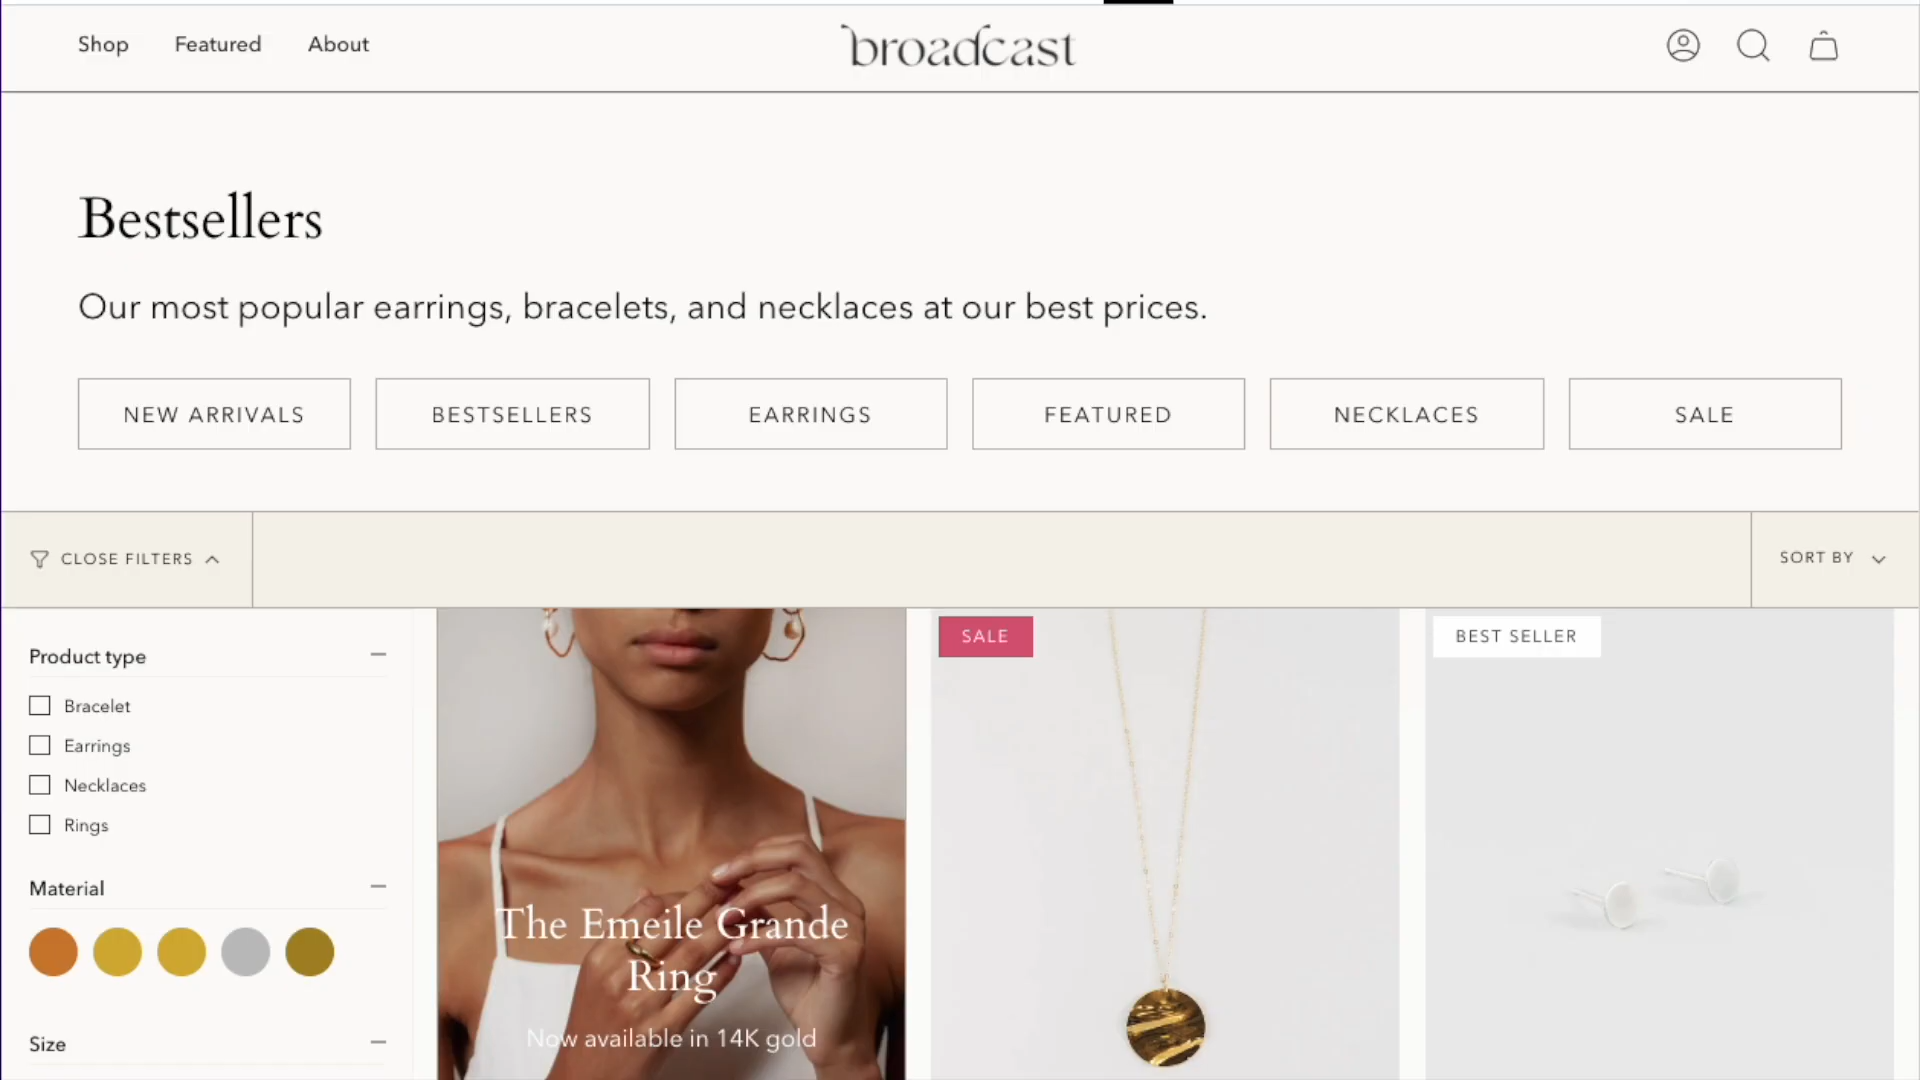 Shop
Featured
About
broadcast
Bestsellers
Our most popular earrings, bracelets, and necklaces at our best prices.
NEW ARRIVALS
BESTSELLERS
EARRINGS
FEATURED
NECKLACES
SALE
CLOSE FILTERS
SORT BY
Product type
Bracelet
Earrings
Necklaces
Rings
Material
Size
The Emeile Grande
Ring
Now available in 14K gold
SALE
BEST SELLER